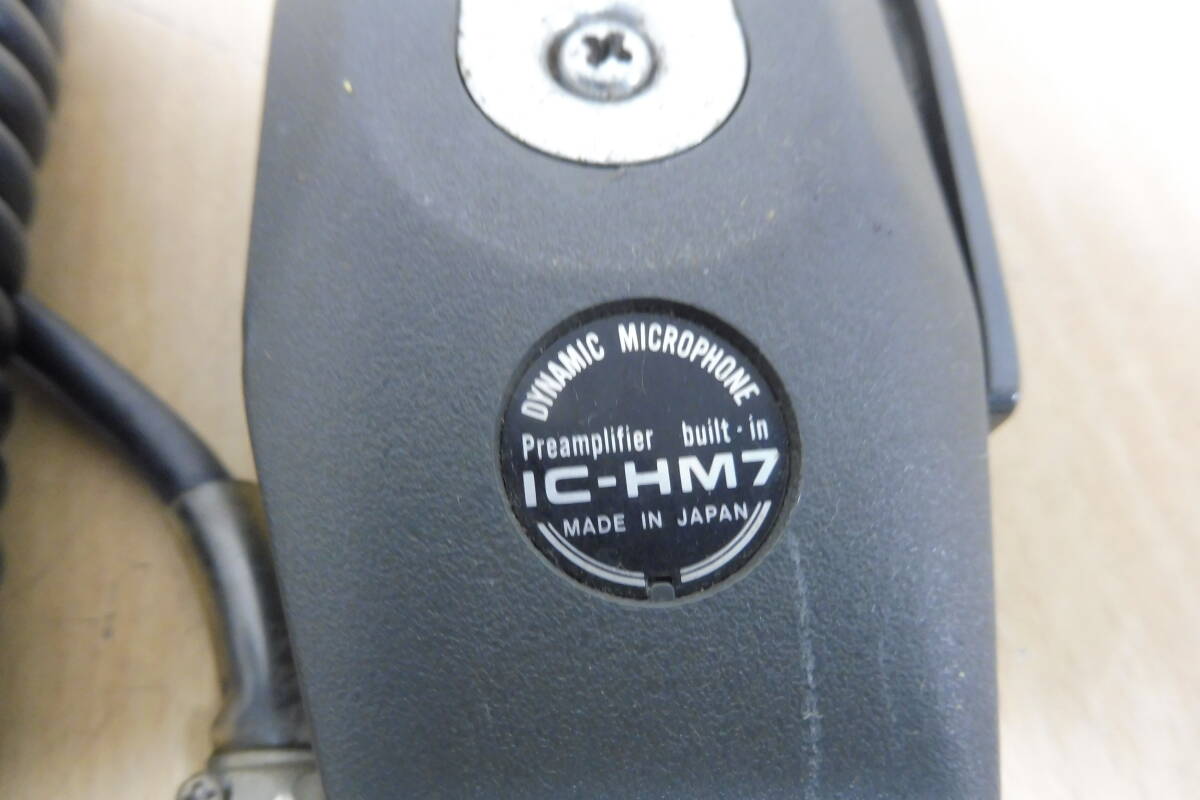 DYNAMIC MICROPHONE
Preamplifier built-in
IC-HM7
MADE IN JAPAN